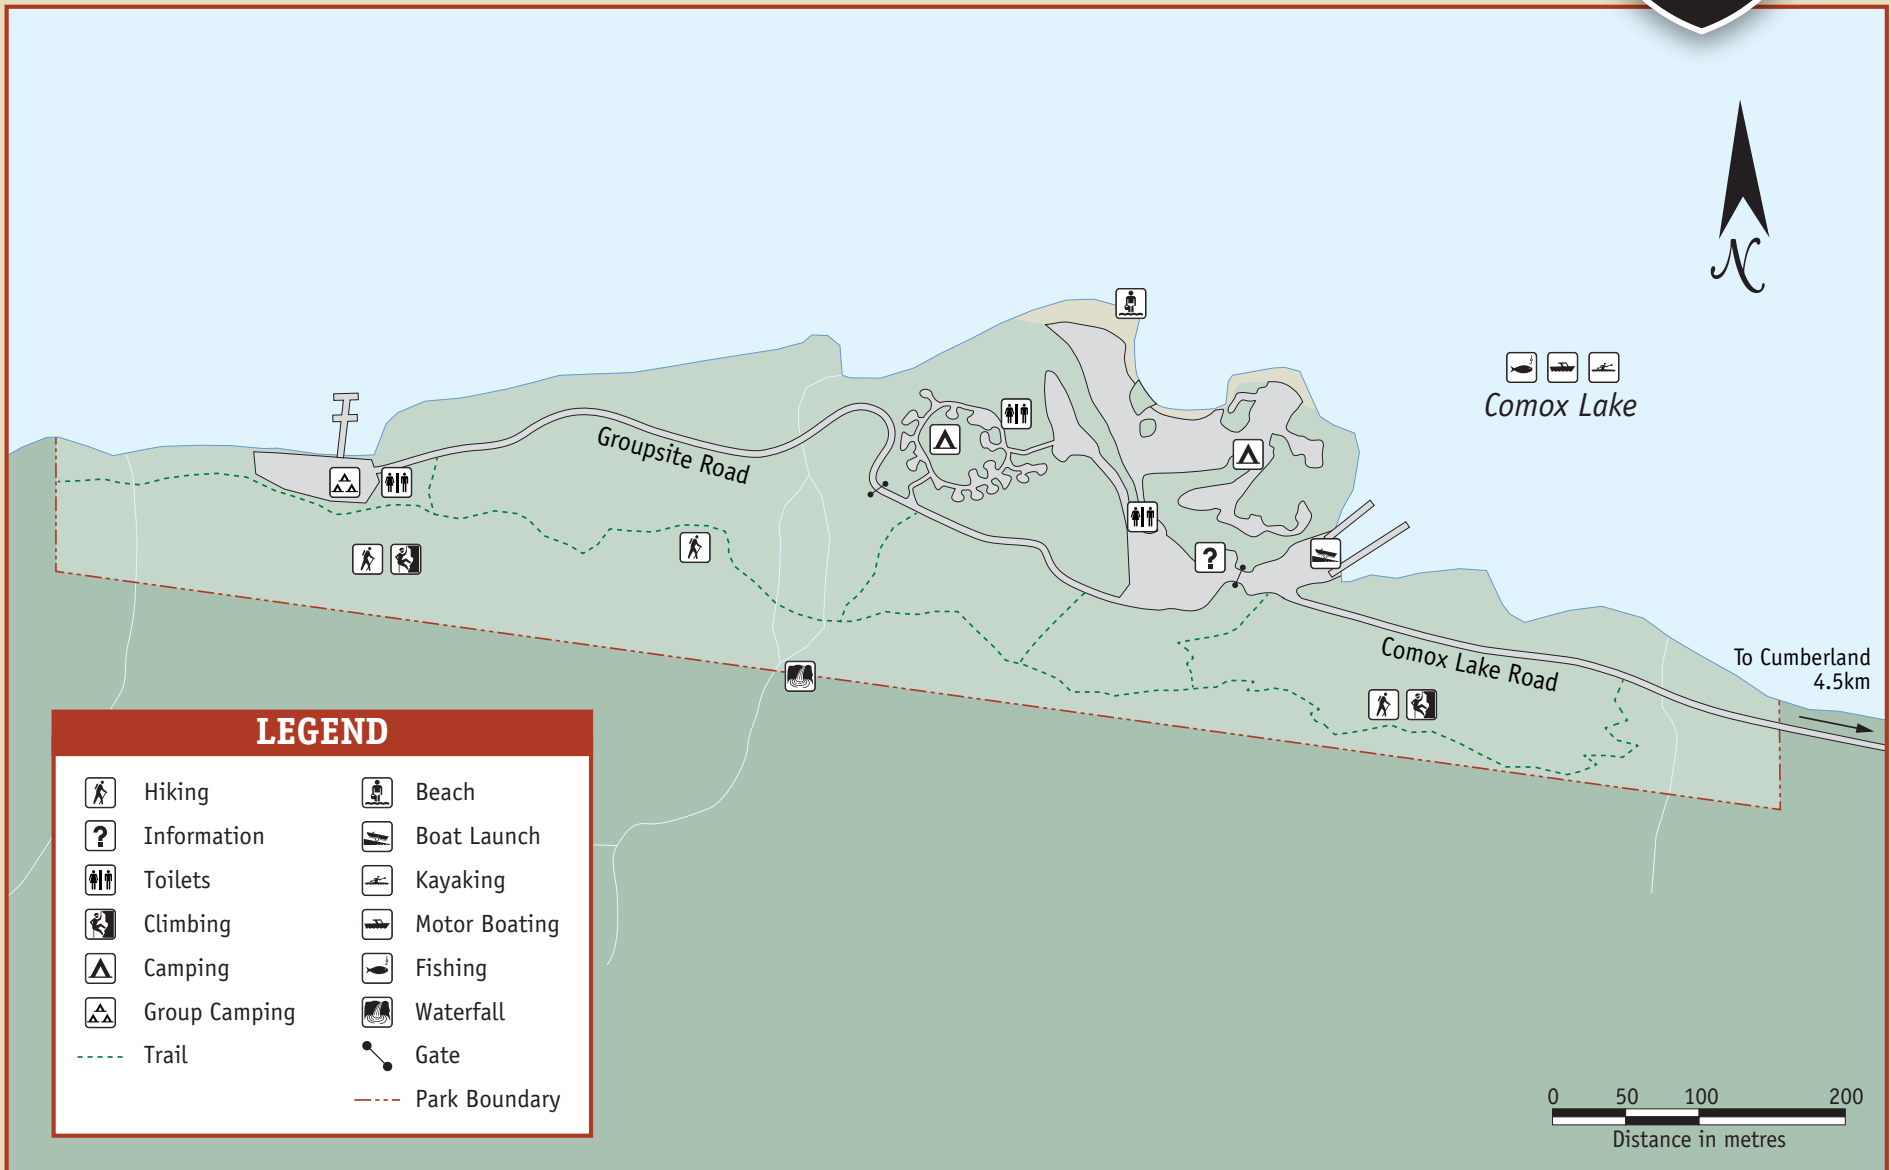 N
Comox Lake
Groupsite Road
Comox Lake Road
To Cumberland
4.5km
LEGEND
Hiking
Information
Toilets
Climbing
Camping
Group Camping
Trail
Beach
Boat Launch
Kayaking
Motor Boating
Fishing
Waterfall
Gate
Park Boundary
0 50 100 200
Distance in metres